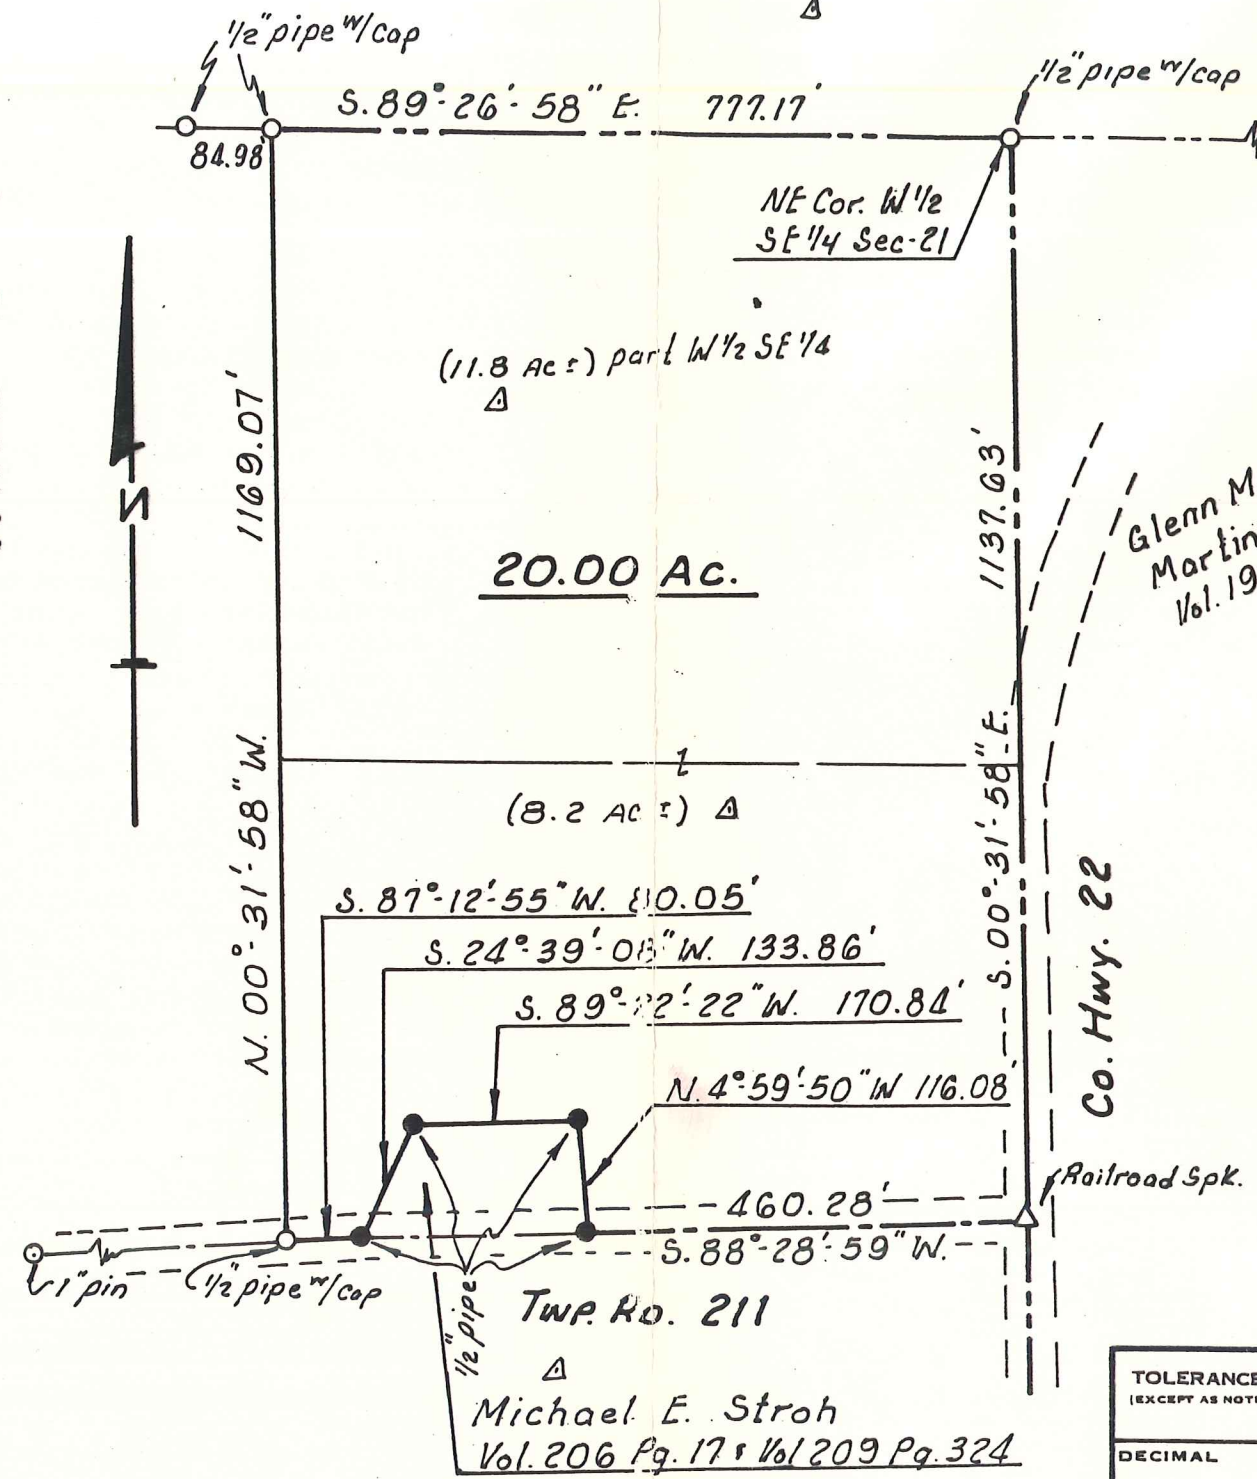 1/2" pipe w/cap
1/2" pipe w/cap
S. 89°-26'-58" E. 777.17'
84.98'
NE Cor. W 1/2
SE 1/4 Sec-21
(11.8 Ac ±) part W 1/2 SE 1/4
1169.07'
N
1137.63'
Glenn M
Martin
Vol. 19
20.00 Ac.
N. 00°-31'-58" W.
S. 00°-31'-58" E.
(8.2 Ac ±)
Co. Hwy. 22
S. 87°-12'-55" W. 80.05'
S. 24°-39'-08" W. 133.86'
S. 89°-22'-22" W. 170.84'
N. 4°-59'-50" W 116.08'
Railroad Spk.
460.28'
S. 88°-28'-59" W.
1" pin
1/2" pipe w/cap
1/2" pipe
Twp. Rd. 211
Michael E. Stroh
Vol. 206 Pg. 17 & Vol 209 Pg. 324
TOLERANCE
(EXCEPT AS NOT
DECIMAL